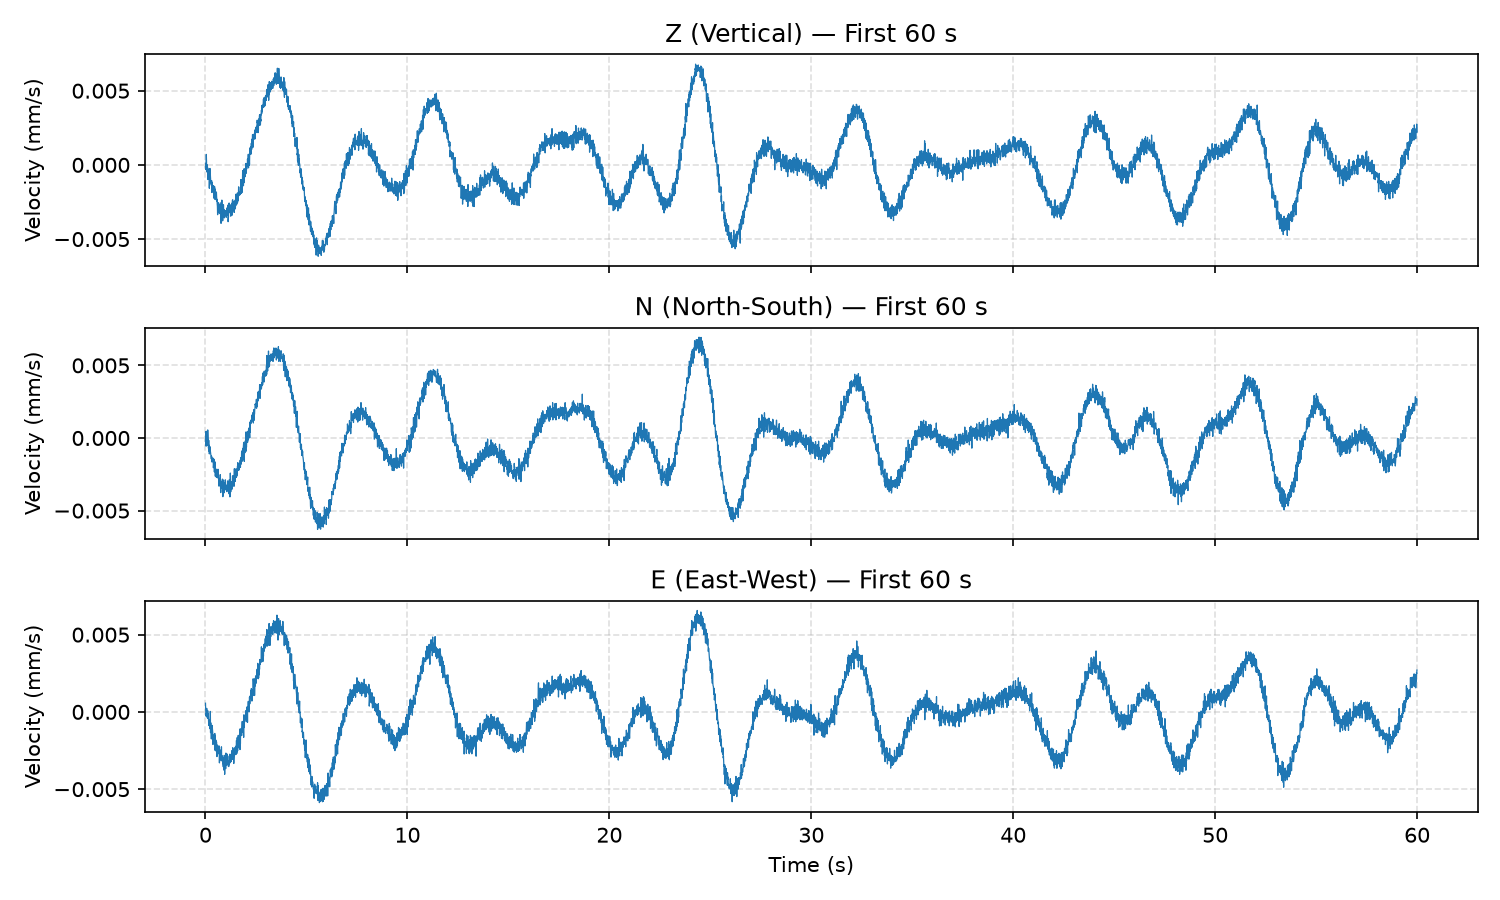 Z (Vertical) — First 60 s
Velocity (mm/s)
0.005
0.000
−0.005
N (North-South) — First 60 s
Velocity (mm/s)
0.005
0.000
−0.005
E (East-West) — First 60 s
Velocity (mm/s)
0.005
0.000
−0.005
0 10 20 30 40 50 60
Time (s)